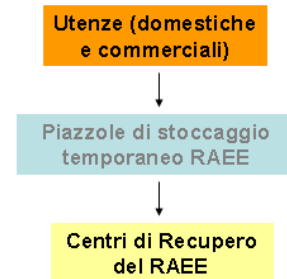 Utenze (domestiche
e commerciali)
Piazzole di stoccaggio
temporaneo RAEE
Centri di Recupero
del RAEE